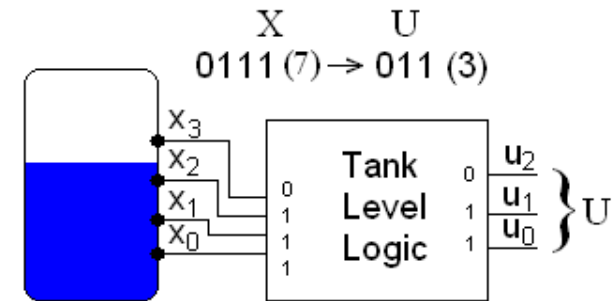 X U
0111 (7) → 011 (3)
x3
x2
x1
x0
0
1
1
1
Tank
Level
Logic
0
1
1
u2
u1
u0
} U